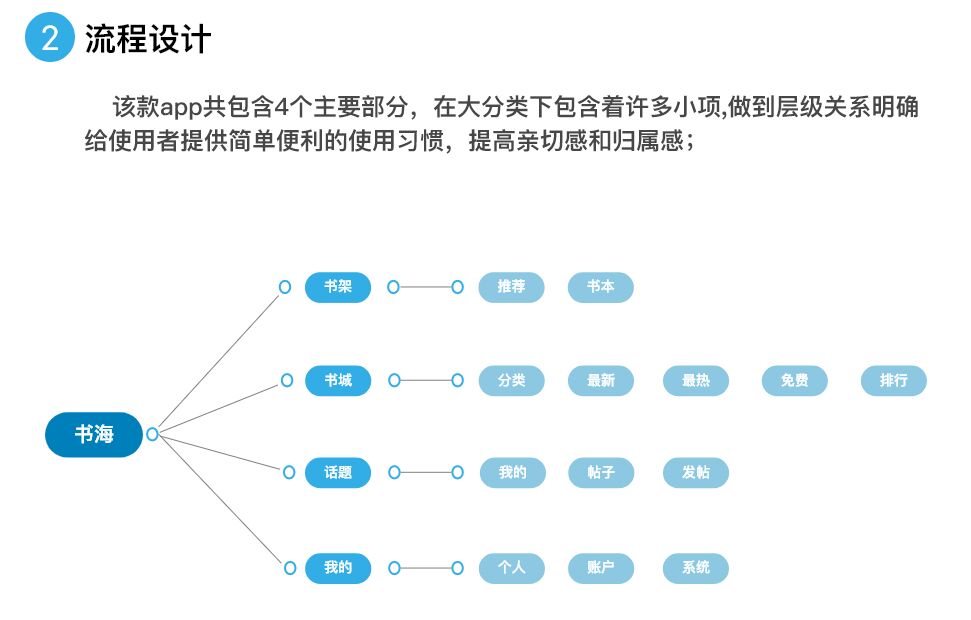 2 流程设计
该款app共包含4个主要部分，在大分类下包含着许多小项,做到层级关系明确
给使用者提供简单便利的使用习惯，提高亲切感和归属感；
书架 推荐 书本
书城 分类 最新 最热 免费 排行
书海
话题 我的 帖子 发帖
我的 个人 账户 系统